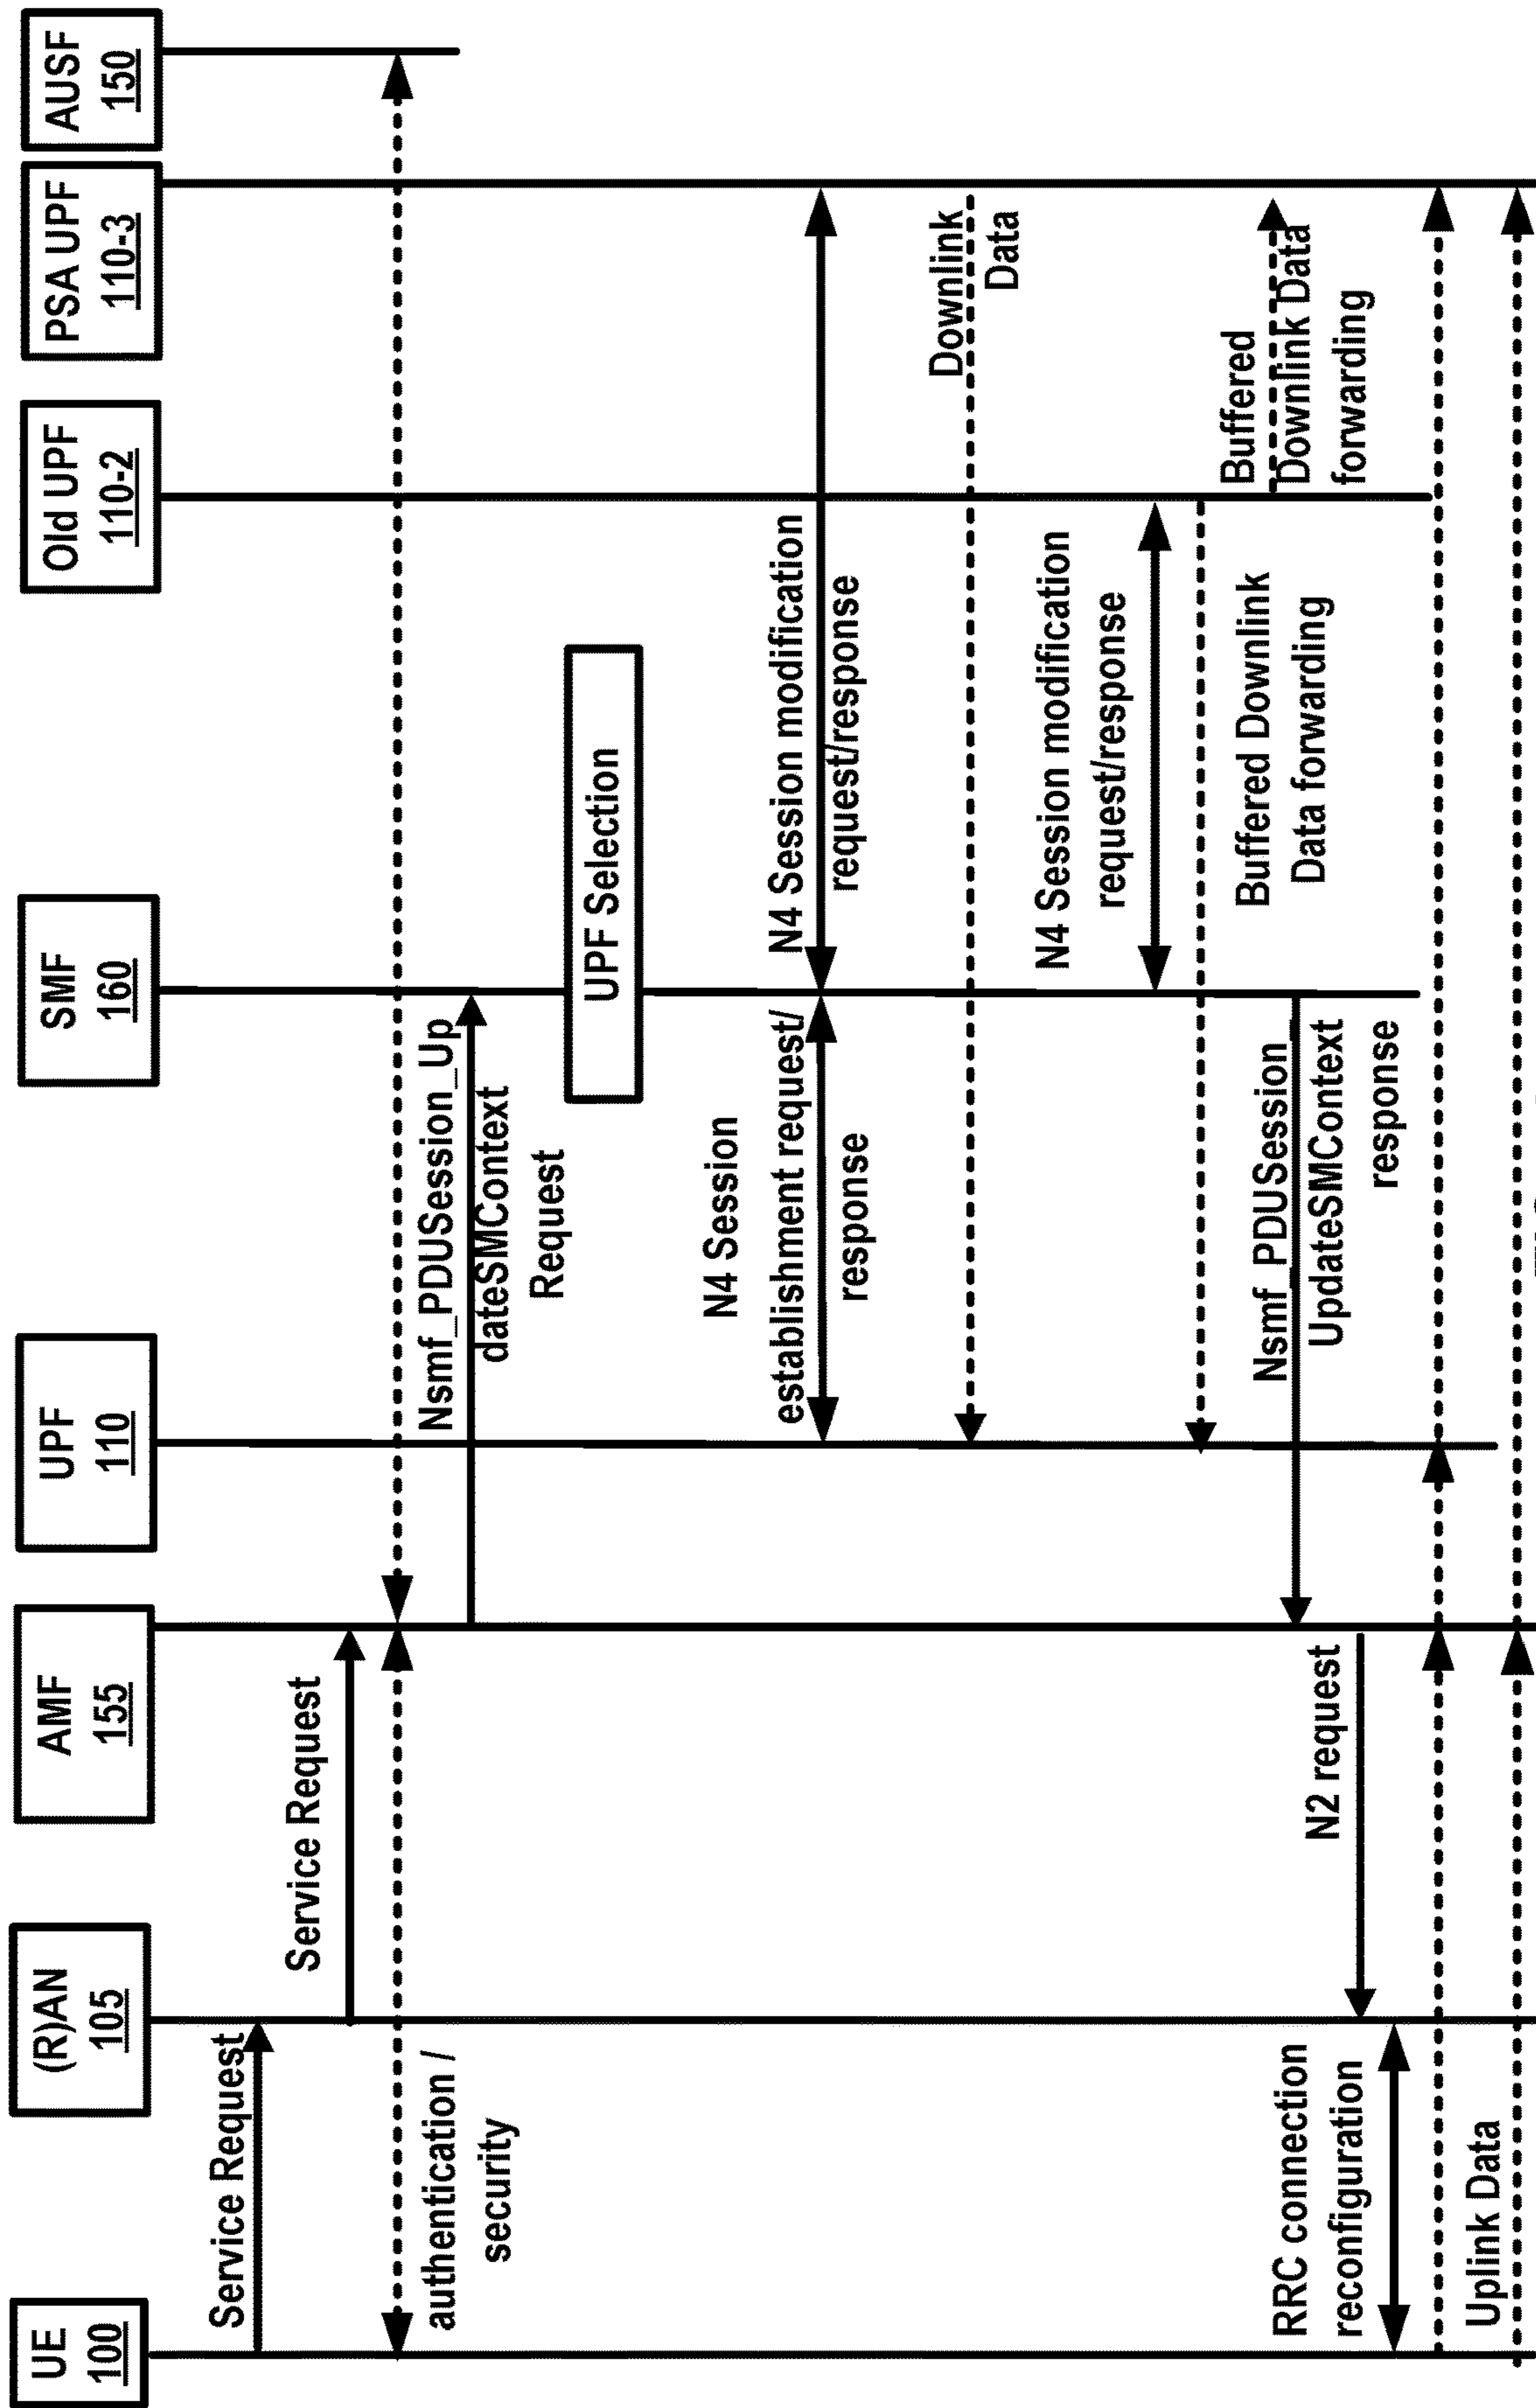 UE
100
(R)AN
105
AMF
155
UPF
110
SMF
160
Old UPF
110-2
PSA UPF
110-3
AUSF
150
Service Request
Service Request
authentication /
security
Nsmf_PDUSession_Up
dateSMContext
Request
UPF Selection
N4 Session
establishment request/
response
N4 Session modification
request/response
Downlink
Data
N4 Session modification
request/response
Buffered Downlink
Data forwarding
Buffered
Downlink Data
forwarding
Nsmf_PDUSession_
UpdateSMContext
response
N2 request
RRC connection
reconfiguration
Uplink Data